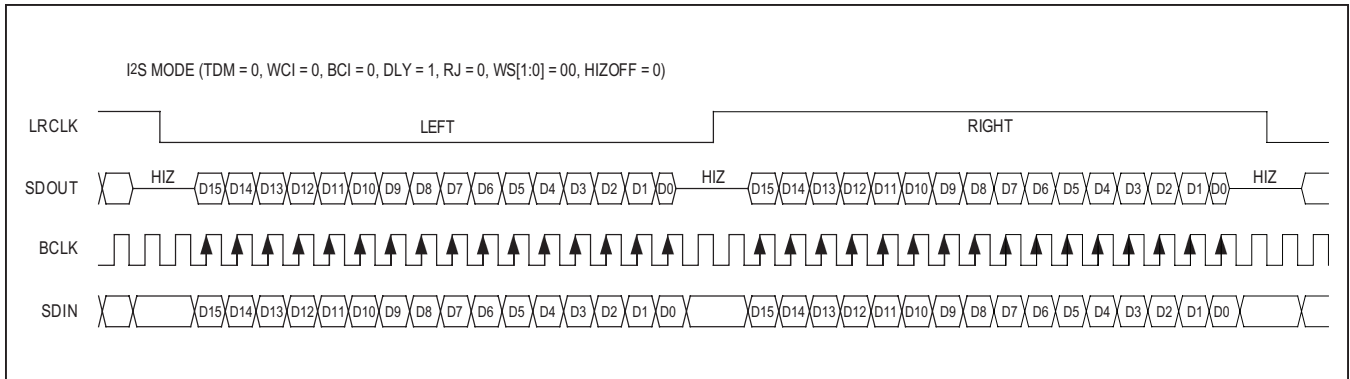 I2S MODE (TDM = 0, WCI = 0, BCI = 0, DLY = 1, RJ = 0, WS[1:0] = 00, HIZOFF = 0)
LRCLK LEFT RIGHT
SDOUT HIZ D15 D14 D13 D12 D11 D10 D9 D8 D7 D6 D5 D4 D3 D2 D1 D0 HIZ D15 D14 D13 D12 D11 D10 D9 D8 D7 D6 D5 D4 D3 D2 D1 D0 HIZ
BCLK
SDIN D15 D14 D13 D12 D11 D10 D9 D8 D7 D6 D5 D4 D3 D2 D1 D0 D15 D14 D13 D12 D11 D10 D9 D8 D7 D6 D5 D4 D3 D2 D1 D0